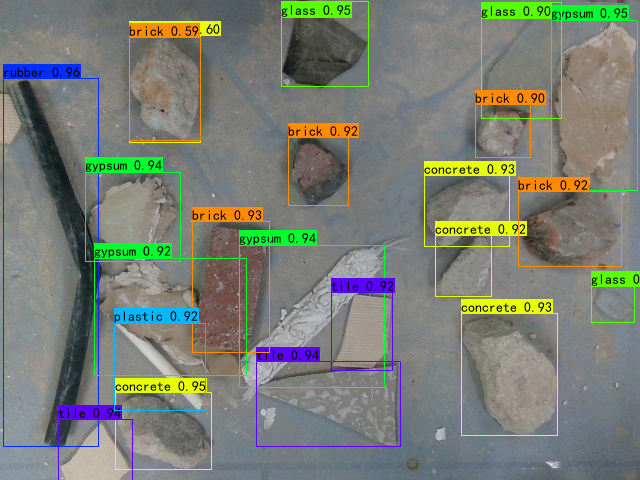 glass 0.95
glass 0.90
gypsum 0.95
brick 0.59
.60
rubber 0.96
brick 0.90
brick 0.92
gypsum 0.94
concrete 0.93
brick 0.92
brick 0.93
concrete 0.92
gypsum 0.94
gypsum 0.92
glass 0
tile 0.92
concrete 0.93
plastic 0.92
tile 0.94
concrete 0.95
tile 0.94